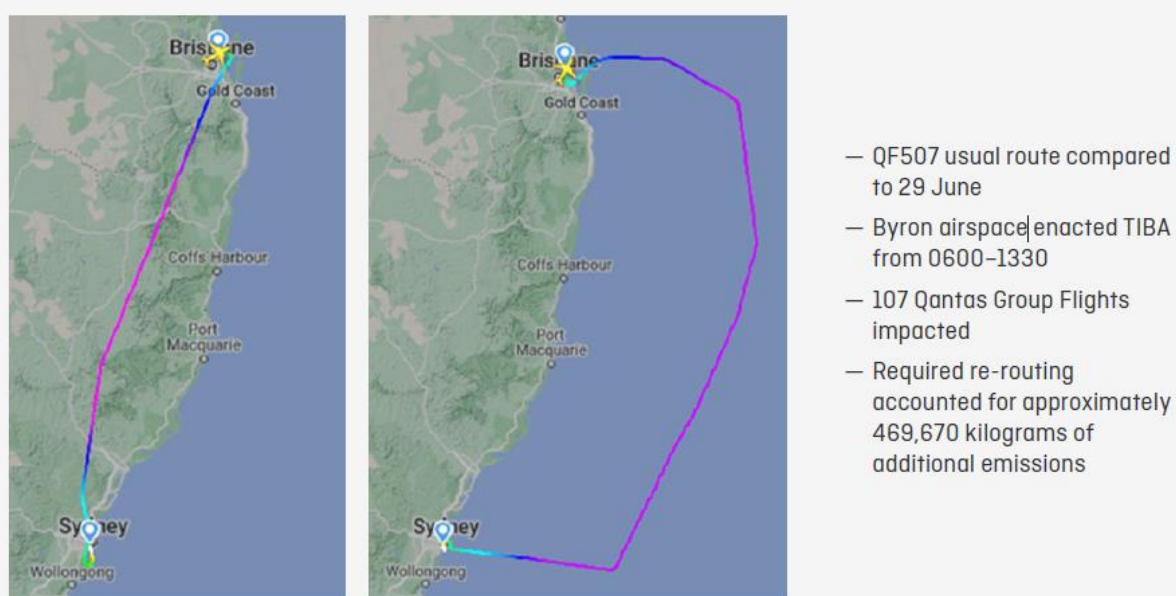 Brisbane
Gold Coast
Coffs Harbour
Port
Macquarie
Sydney
Wollongong
Gold Coast
Coffs Harbour
Port
Macquarie
Sydney
Wollongong
— QF507 usual route compared
to 29 June
— Byron airspace enacted TIBA
from 0600–1330
— 107 Qantas Group Flights
impacted
— Required re-routing
accounted for approximately
469,670 kilograms of
additional emissions